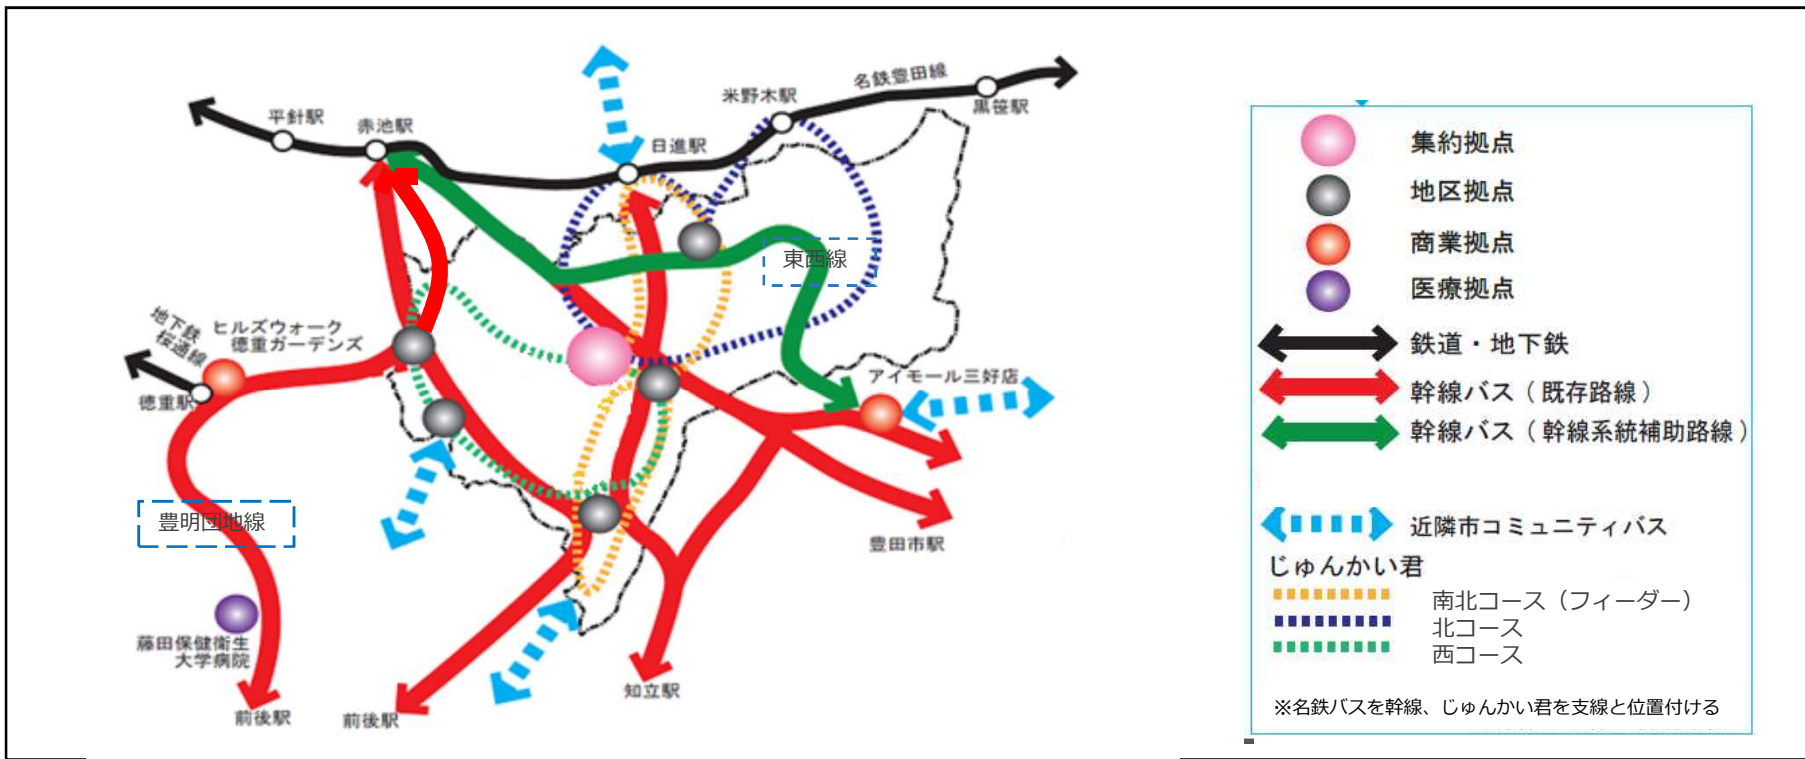 名鉄豊田線
米野木駅
黒笹駅
平針駅
赤池駅
日進駅
東西線
地下鉄
桜通線
ヒルズウォーク
徳重ガーデンズ
徳重駅
アイモール三好店
豊明団地線
豊田市駅
藤田保健衛生
大学病院
知立駅
前後駅
前後駅
集約拠点
地区拠点
商業拠点
医療拠点
鉄道・地下鉄
幹線バス（既存路線）
幹線バス（幹線系統補助路線）
近隣市コミュニティバス
じゅんかい君
南北コース（フィーダー）
北コース
西コース
※名鉄バスを幹線、じゅんかい君を支線と位置付ける